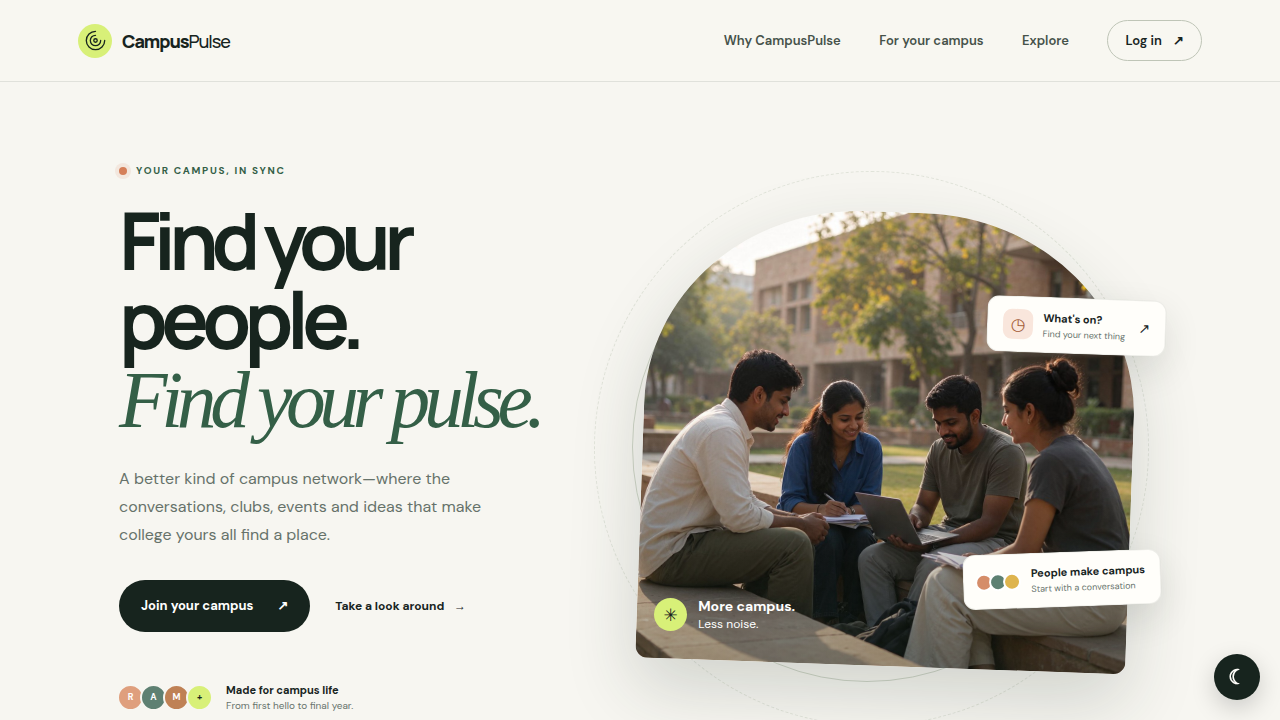 CampusPulse
Why CampusPulse
For your campus
Explore
Log in ↗
YOUR CAMPUS, IN SYNC
Find your
people.
Find your pulse.
A better kind of campus network—where the
conversations, clubs, events and ideas that make
college yours all find a place.
Join your campus ↗
Take a look around →
R A M +
Made for campus life
From first hello to final year.
What's on?
Find your next thing
↗
People make campus
Start with a conversation
More campus.
Less noise.